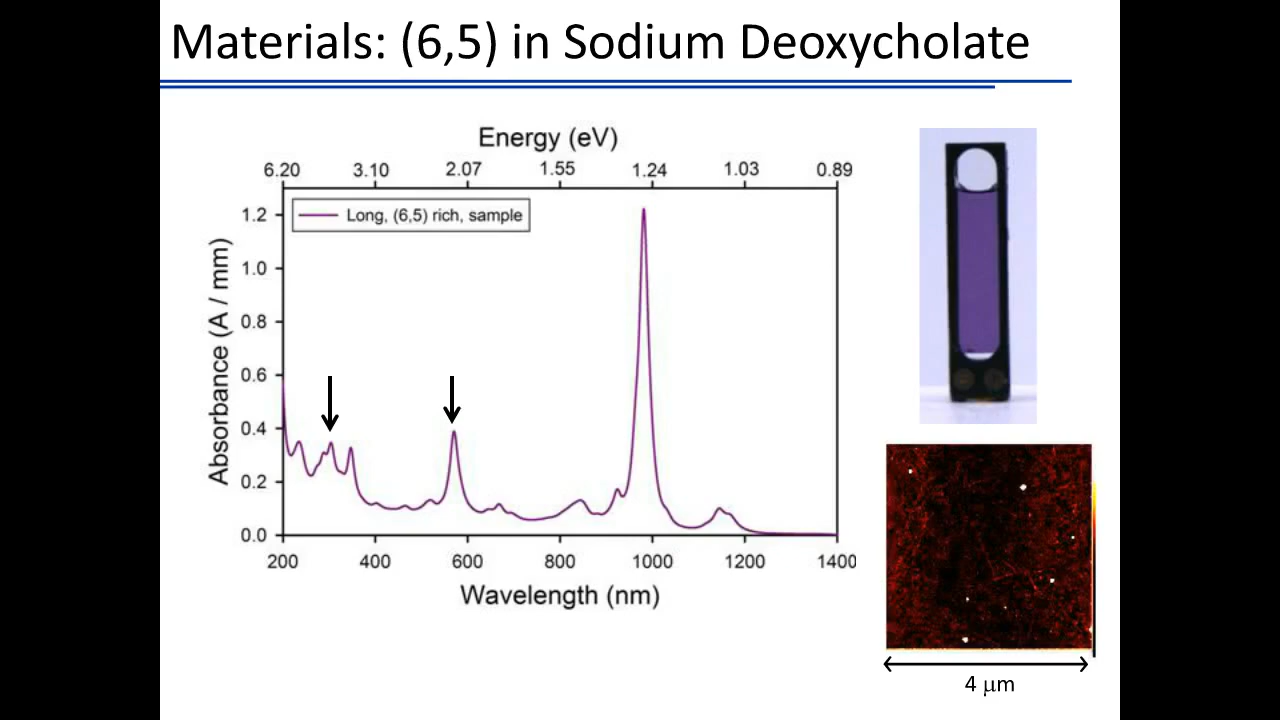 Materials: (6,5) in Sodium Deoxycholate
Energy (eV)
6.20 3.10 2.07 1.55 1.24 1.03 0.89
Long, (6,5) rich, sample
Absorbance (A / mm)
1.2
1.0
0.8
0.6
0.4
0.2
0.0
200 400 600 800 1000 1200 1400
Wavelength (nm)
4 μm